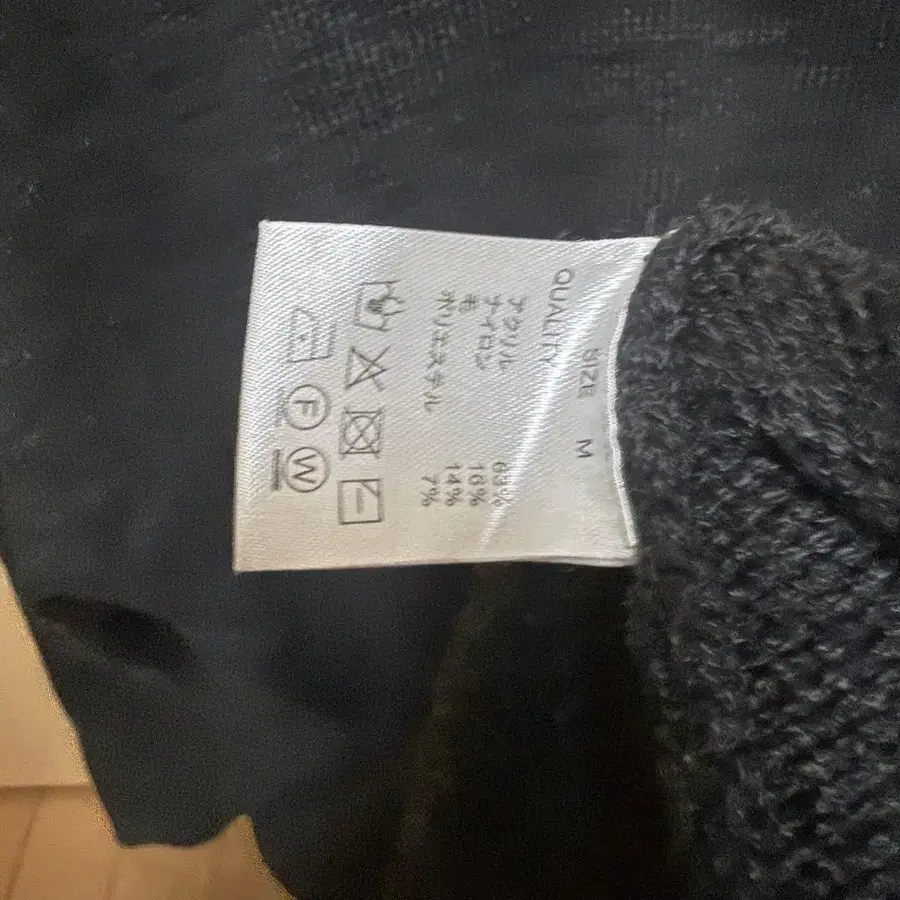 SIZE M
QUALITY
アクリル 63%
ナイロン 16%
毛 14%
ポリエステル 7%
F W